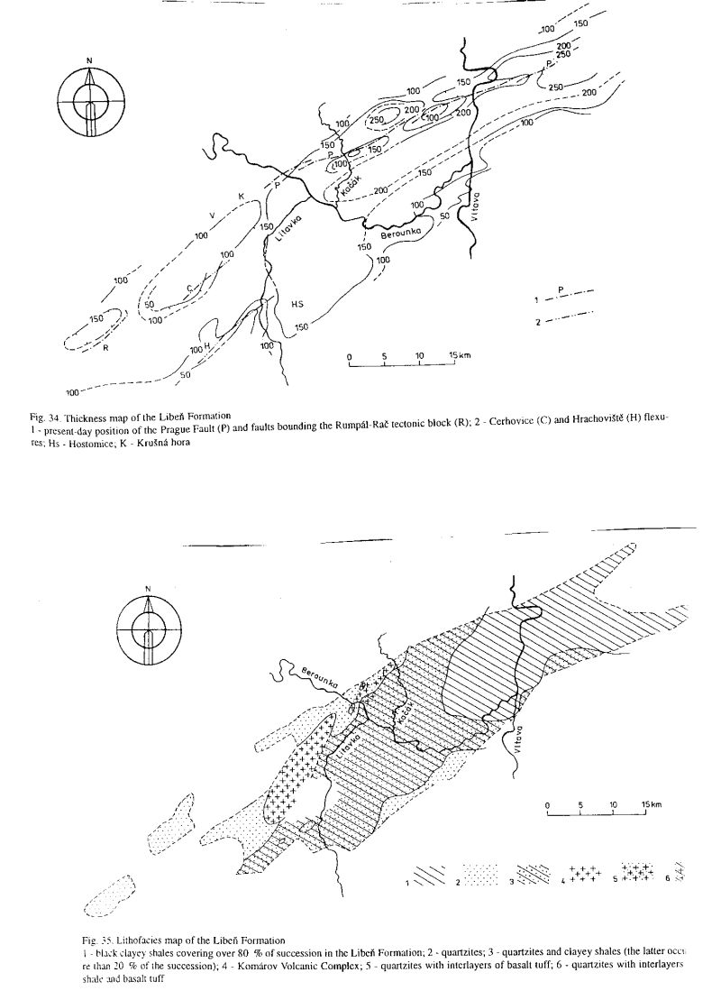 N
100
150
200
250
P
250
200
100
150
100
200
100
200
250
100
150
150
P
100
Kačák
P
K
V
200
150
100
50
Vltava
Berounka
150
100
150
Litavka
100
100
C
50
100
100
150
R
HS
150
100
H
100
50
100
1 P
2
0 5 10 15 km
Fig. 34. Thickness map of the Libeň Formation
1 - present-day position of the Prague Fault (P) and faults bounding the Rumpál-Rač tectonic block (R); 2 - Cerhovice (C) and Hrachoviště (H) flexu-
res; Hs - Hostomice; K - Krušná hora
N
Berounka
Kačák
Litavka
Vltava
0 5 10 15 km
1 2 3 4 5 6
Fig. 35. Lithofacies map of the Libeň Formation
1 - black clayey shales covering over 80 % of succession in the Libeň Formation; 2 - quartzites; 3 - quartzites and clayey shales (the latter occu
re than 20 % of the succession); 4 - Komárov Volcanic Complex; 5 - quartzites with interlayers of basalt tuff; 6 - quartzites with interlayers
shale and basalt tuff